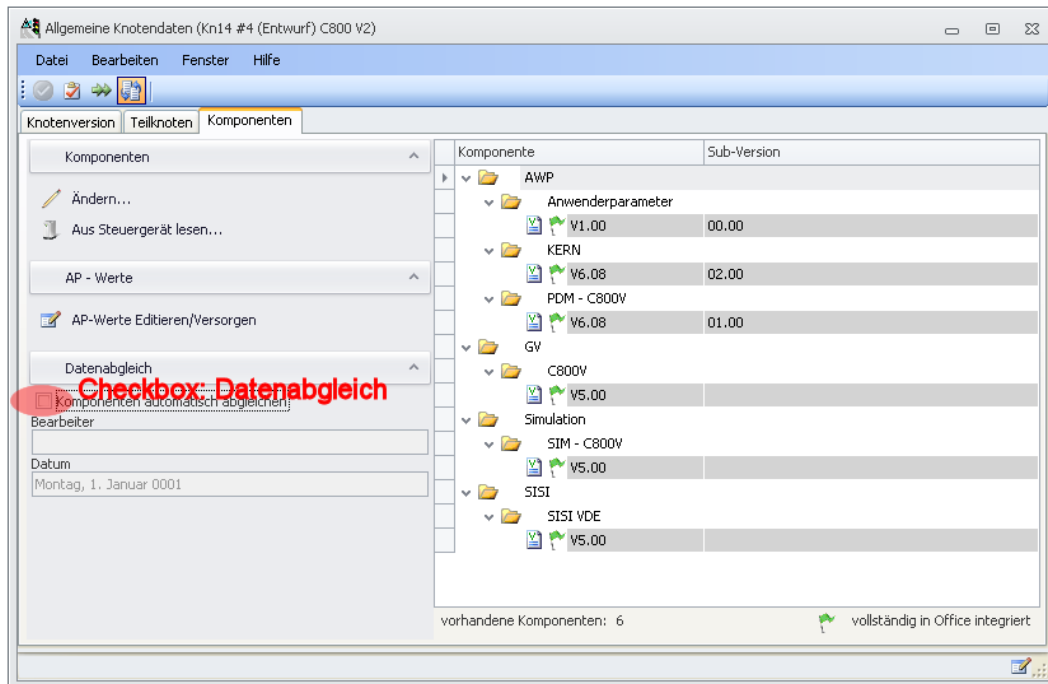 Allgemeine Knotendaten (Kn14 #4 (Entwurf) C800 V2)
Datei Bearbeiten Fenster Hilfe
Knotenversion Teilknoten Komponenten
Komponenten
Ändern...
Aus Steuergerät lesen...
AP - Werte
AP-Werte Editieren/Versorgen
Datenabgleich
Checkbox: Datenabgleich
Komponenten automatisch abgleichen
Bearbeiter
Datum
Montag, 1. Januar 0001
Komponente Sub-Version
AWP
Anwenderparameter
V1.00 00.00
KERN
V6.08 02.00
PDM - C800V
V6.08 01.00
GV
C800V
V5.00
Simulation
SIM - C800V
V5.00
SISI
SISI VDE
V5.00
vorhandene Komponenten: 6 vollständig in Office integriert